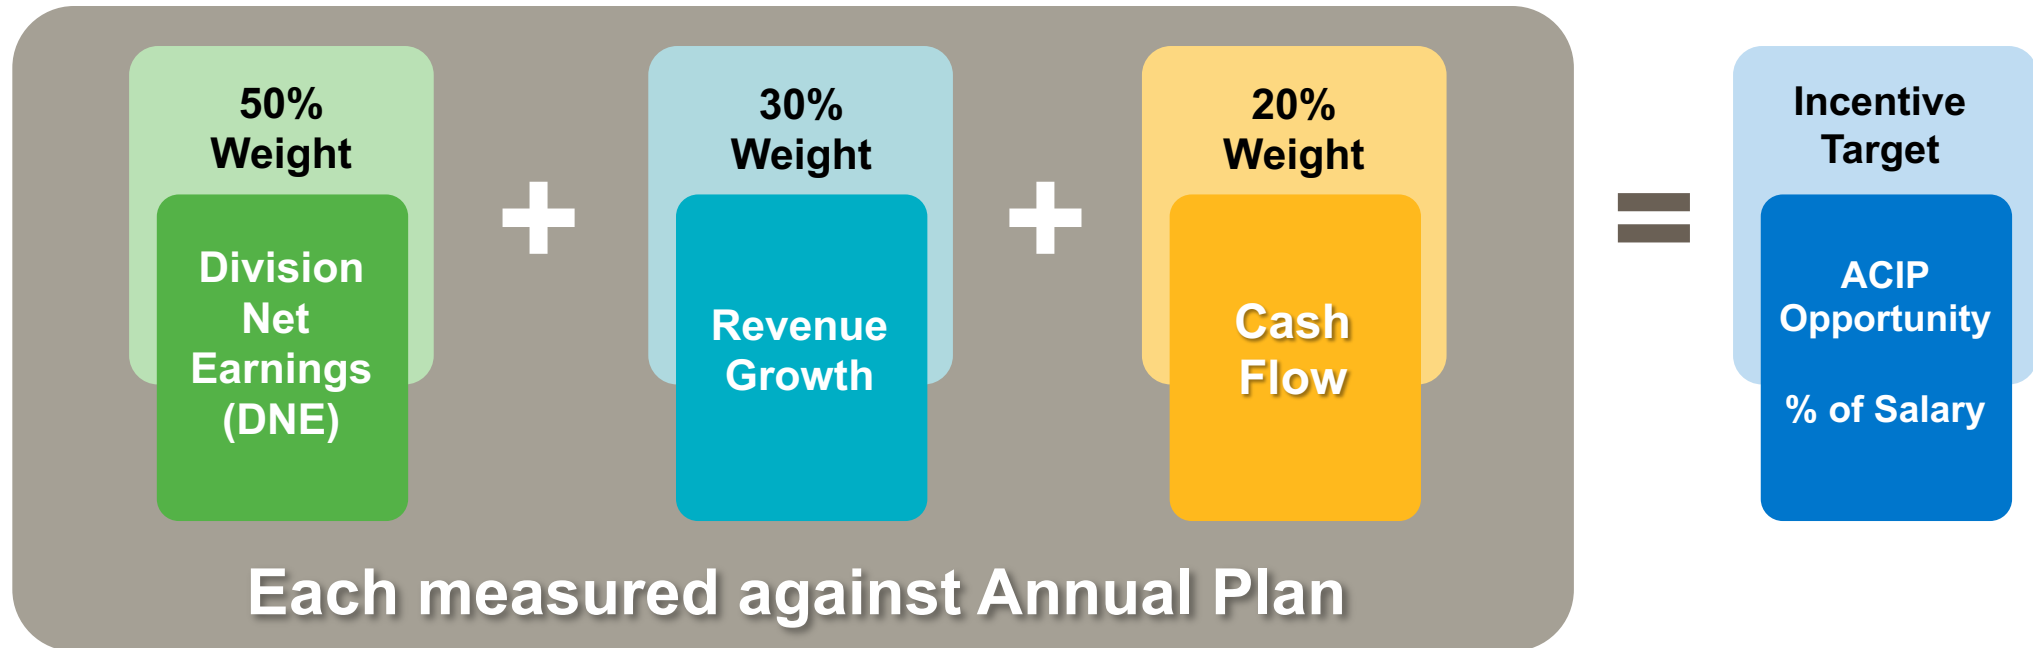 50%
Weight
Division
Net
Earnings
(DNE)
30%
Weight
Revenue
Growth
20%
Weight
Cash
Flow
Incentive
Target
ACIP
Opportunity
% of Salary
Each measured against Annual Plan